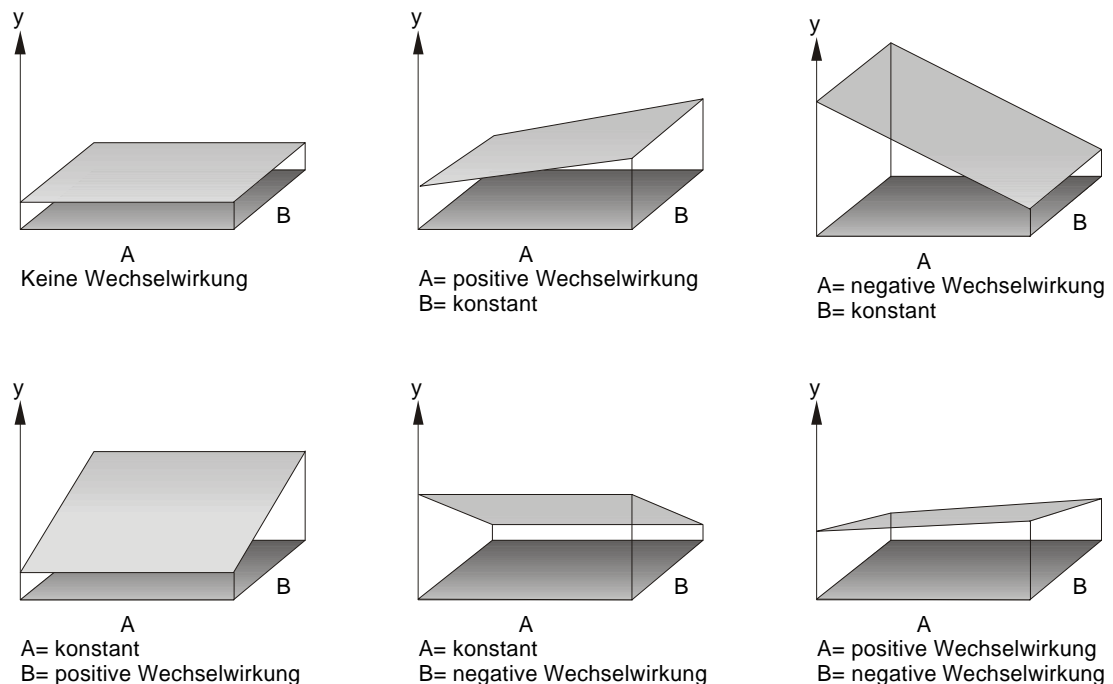 y
B
A
Keine Wechselwirkung
y
B
A
A= positive Wechselwirkung
B= konstant
y
B
A
A= negative Wechselwirkung
B= konstant
y
B
A
A= konstant
B= positive Wechselwirkung
y
B
A
A= konstant
B= negative Wechselwirkung
y
B
A
A= positive Wechselwirkung
B= negative Wechselwirkung